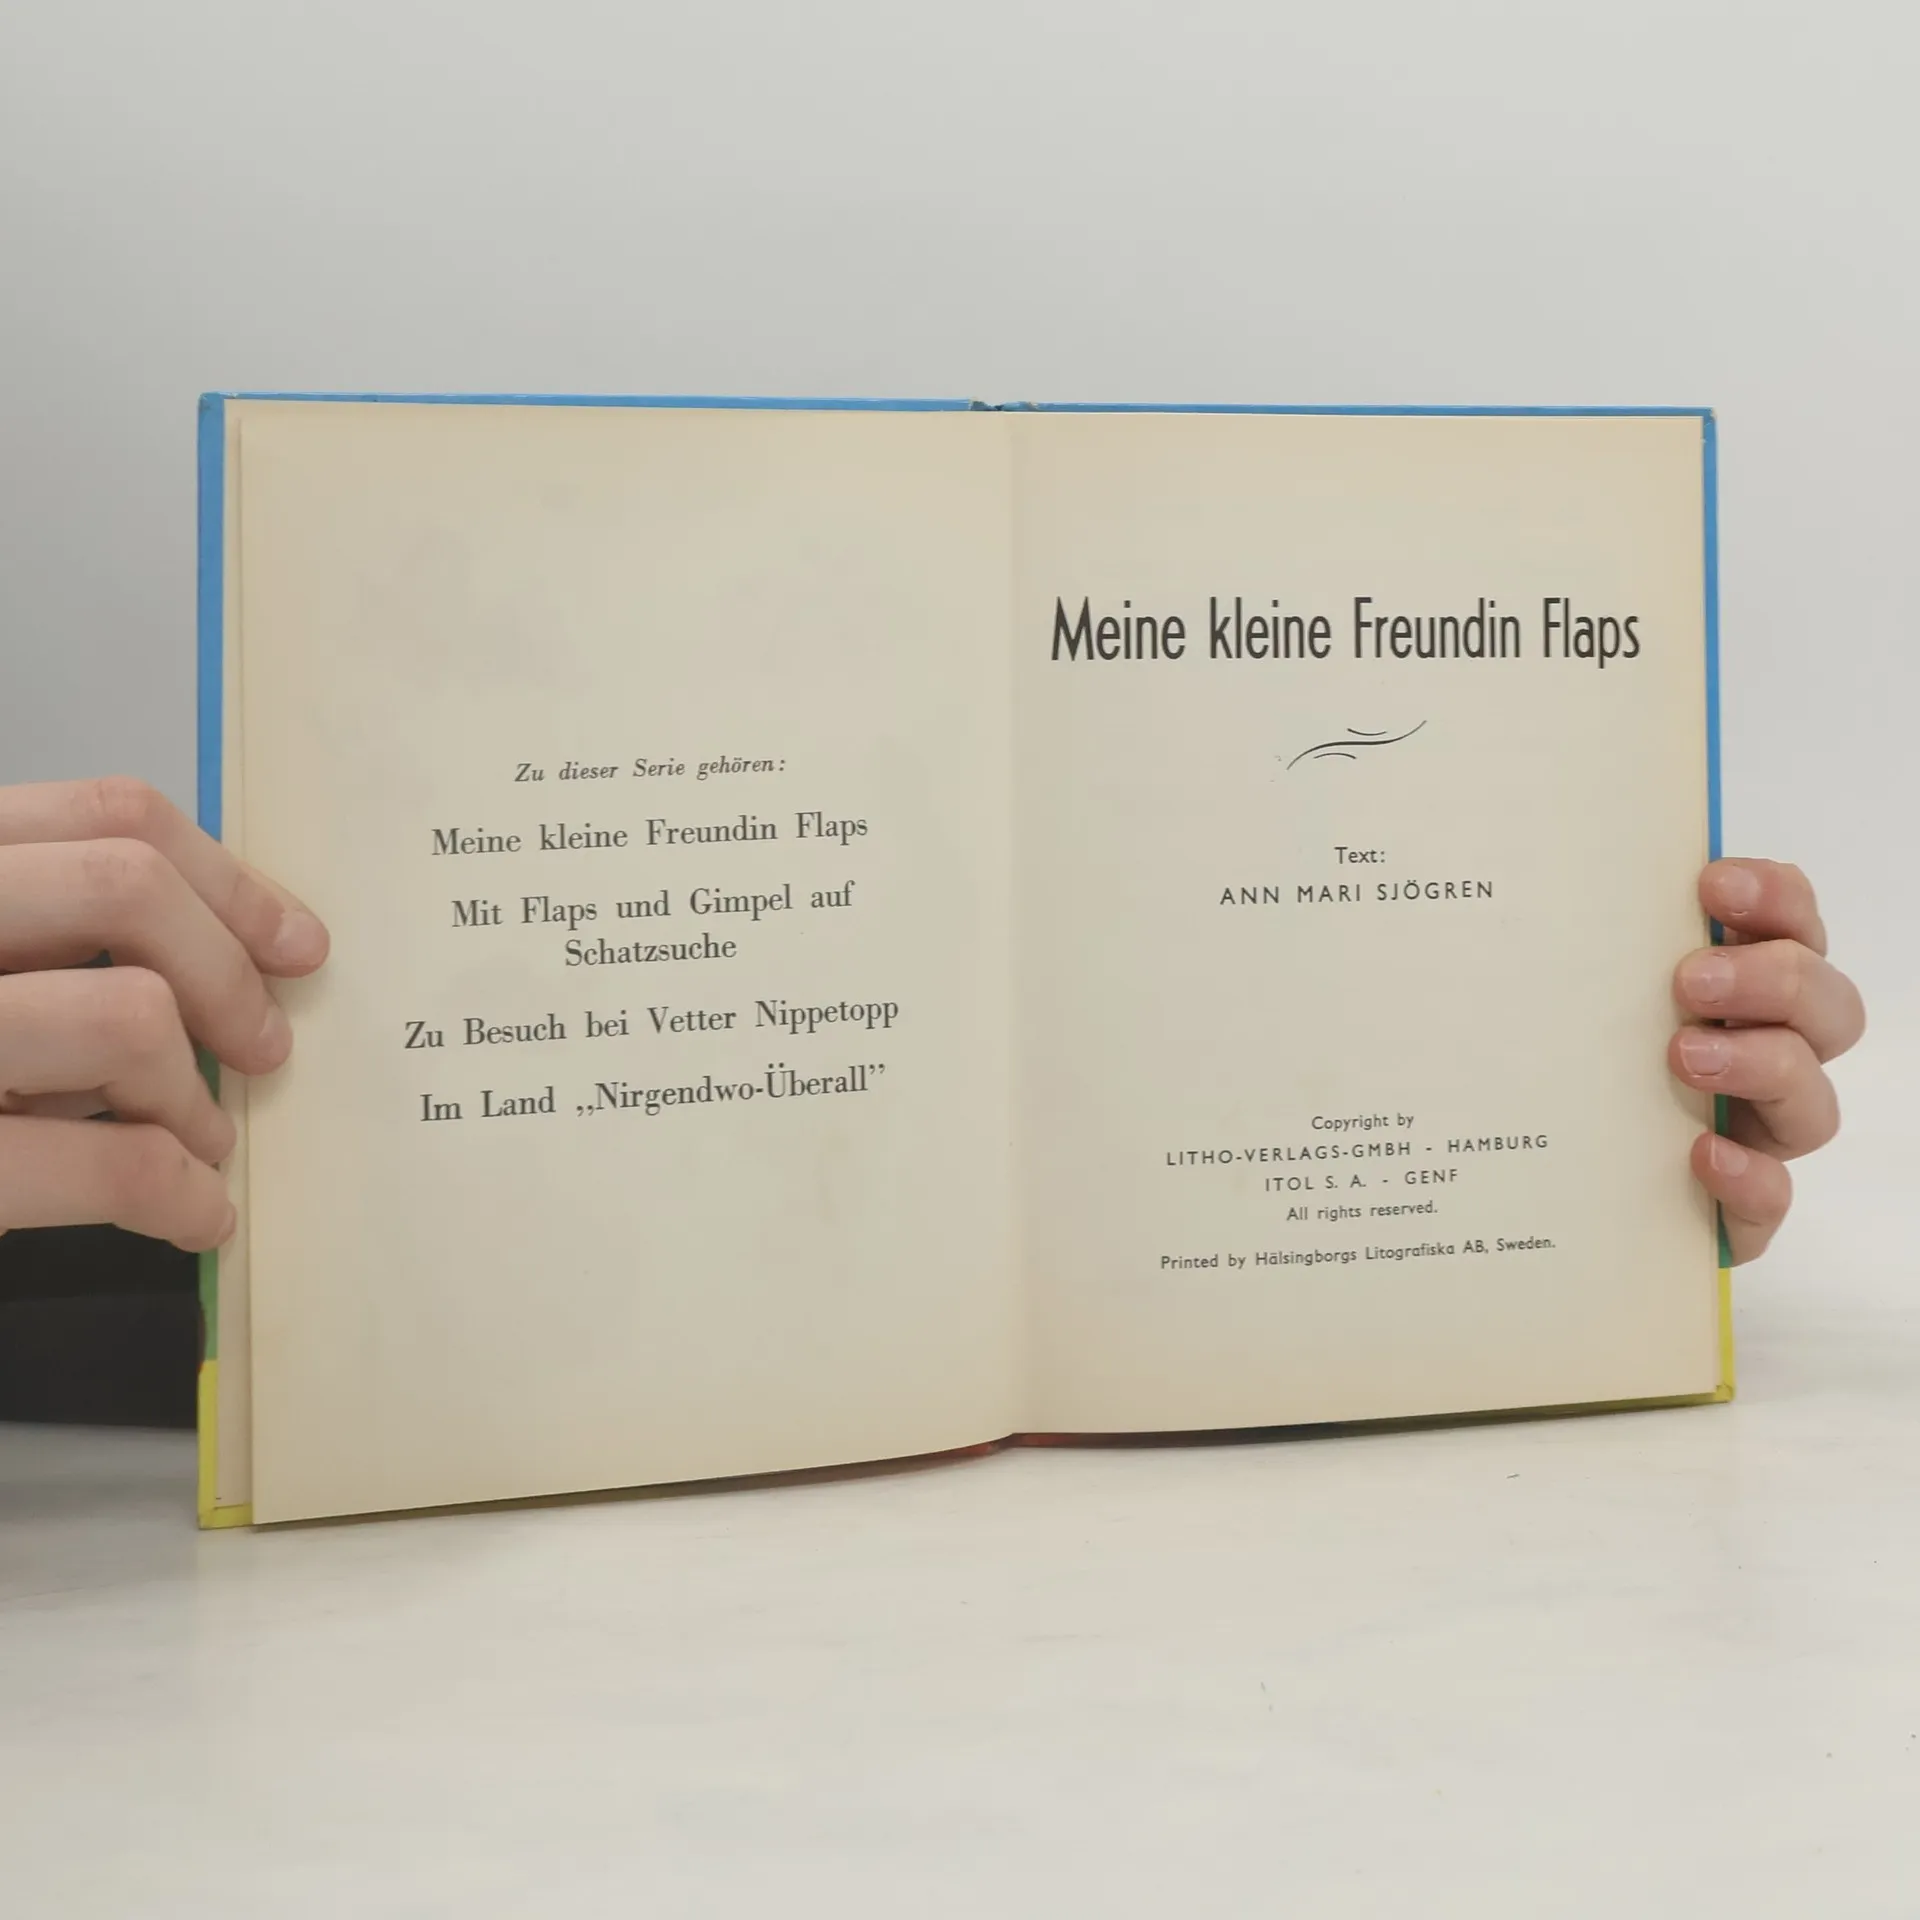 Zu dieser Serie gehören:
Meine kleine Freundin Flaps
Mit Flaps und Gimpel auf
Schatzsuche
Zu Besuch bei Vetter Nippetopp
Im Land „Nirgendwo-Überall”
Meine kleine Freundin Flaps
Text:
ANN MARI SJÖGREN
Copyright by
LITHO-VERLAGS-GMBH - HAMBURG
ITOL S. A. - GENF
All rights reserved.
Printed by Hälsingborgs Litografiska AB, Sweden.